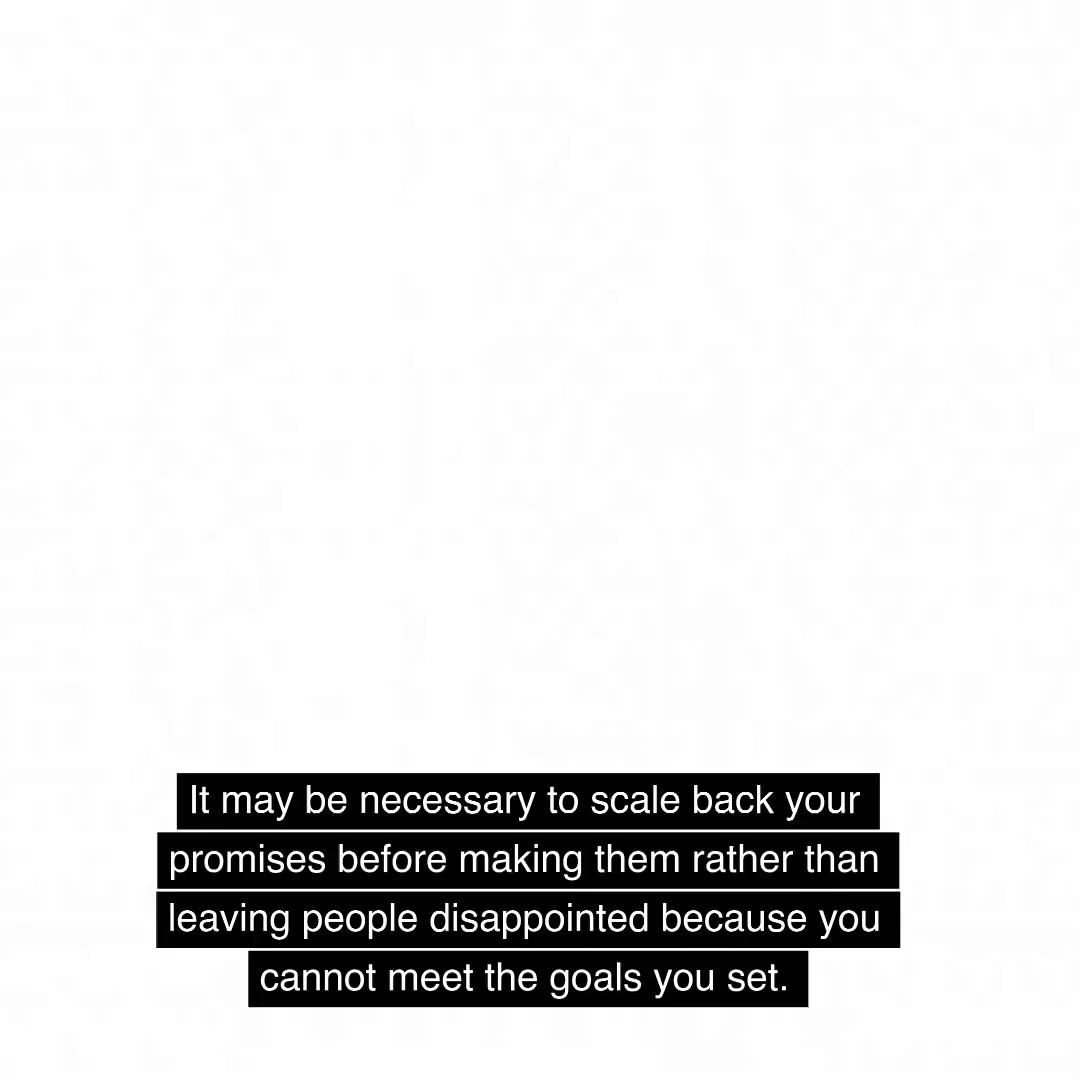 It may be necessary to scale back your
promises before making them rather than
leaving people disappointed because you
cannot meet the goals you set.